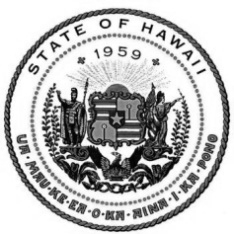 STATE OF HAWAII
1959
UA·MAU·KE·EA·O·KA·AINA·I·KA·PONO